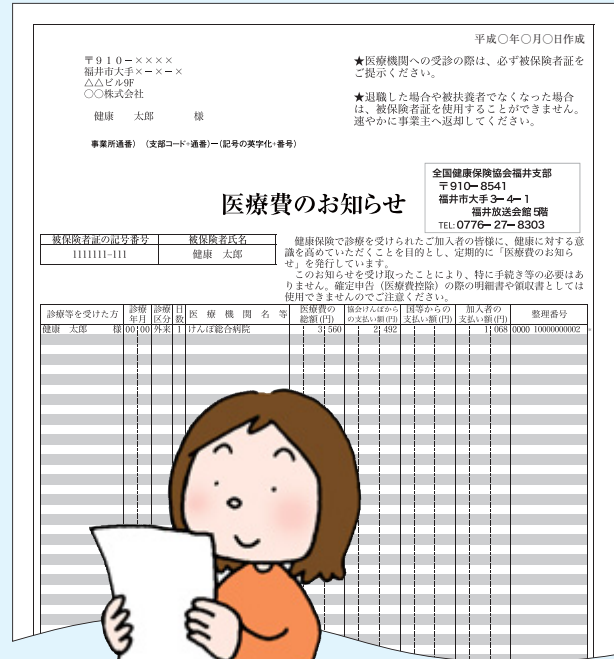 平成〇年〇月〇日作成
〒910－××××
福井市大手×－×－×
△△ビル9F
〇〇株式会社
健康　太郎　様
事業所通番）（支部コード+通番）ー（記号の英字化+番号）
★医療機関への受診の際は、必ず被保険者証を
ご提示ください。
★退職した場合や被扶養者でなくなった場合
は、被保険者証を使用することができません。
速やかに事業主へ返却してください。
全国健康保険協会福井支部
〒910－8541
福井市大手3－4－1
福井放送会館5階
TEL:0776－27－8303
医療費のお知らせ
被保険者証の記号番号　被保険者氏名
1111111-111　健康　太郎
健康保険で診療を受けられたご加入者の皆様に、健康に対する意
識を高めていただくことを目的とし、定期的に「医療費のお知ら
せ」を発行しています。
このお知らせを受け取ったことにより、特に手続き等の必要はあ
りません。確定申告（医療費控除）の際の明細書や領収書としては
使用できませんのでご注意ください。
診療等を受けた方　診療年月　診療区分　日数　医療機関名等　医療費の総額(円)　協会けんぽからの支払い額(円)　国等からの支払い額(円)　加入者の支払い額(円)　整理番号
健康　太郎　様　00 00　外来　1　けんぽ総合病院　3 560　2 492　1 068　0000 10000000002